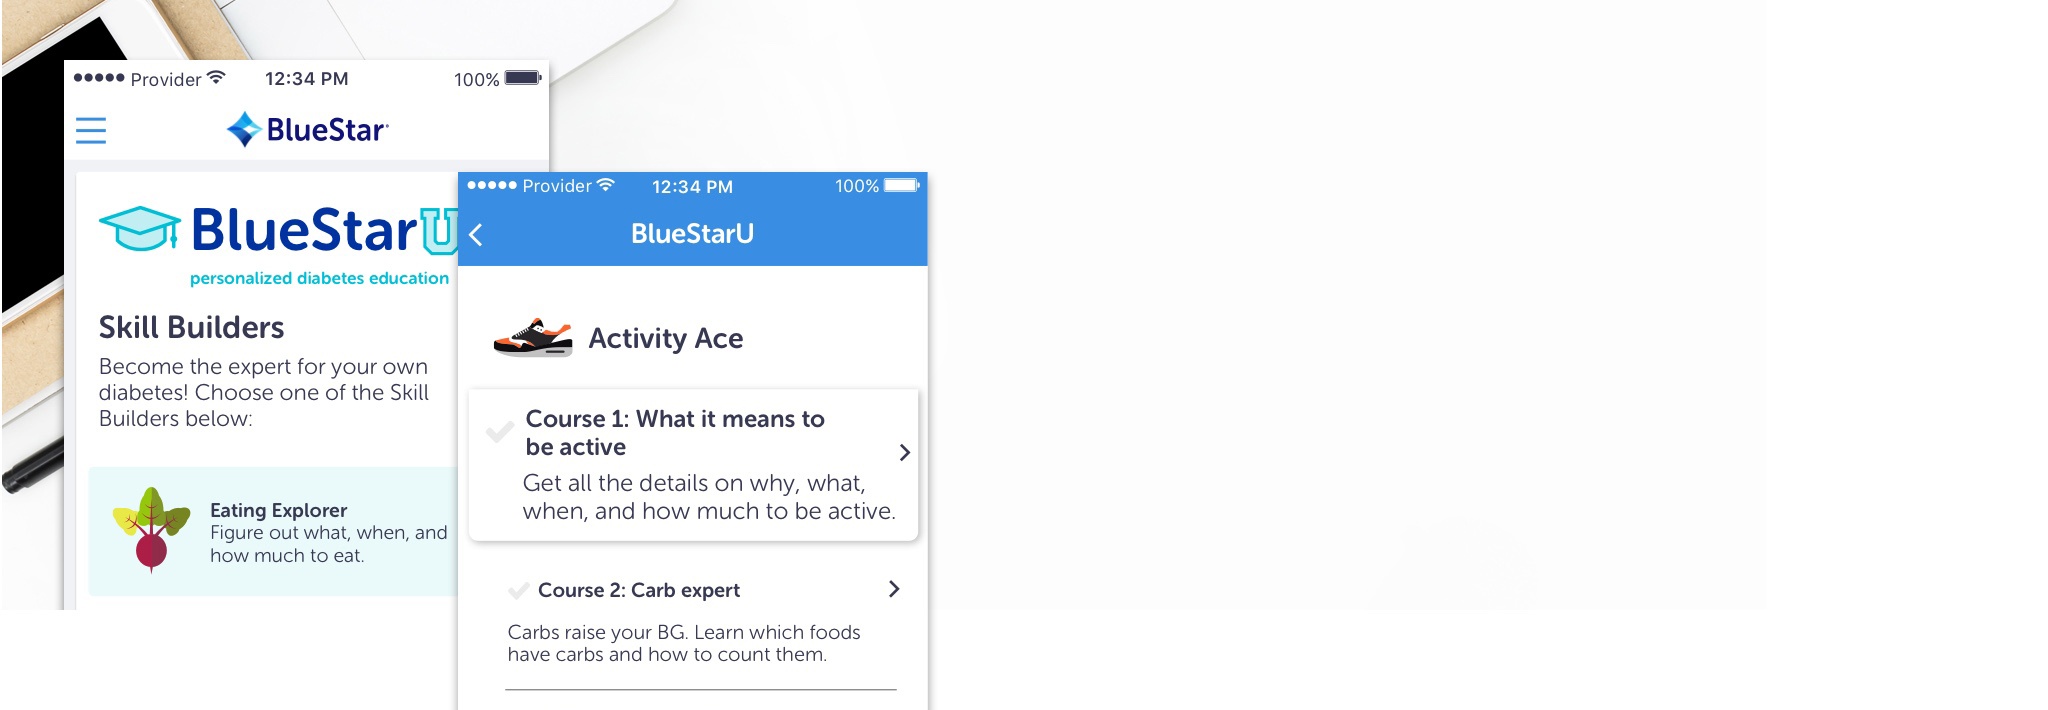 Provider 12:34 PM 100%
BlueStar
BlueStarU
personalized diabetes education
Skill Builders
Become the expert for your own
diabetes! Choose one of the Skill
Builders below:
Eating Explorer
Figure out what, when, and
how much to eat.
Provider 12:34 PM 100%
BlueStarU
Activity Ace
Course 1: What it means to
be active
Get all the details on why, what,
when, and how much to be active.
Course 2: Carb expert
Carbs raise your BG. Learn which foods
have carbs and how to count them.